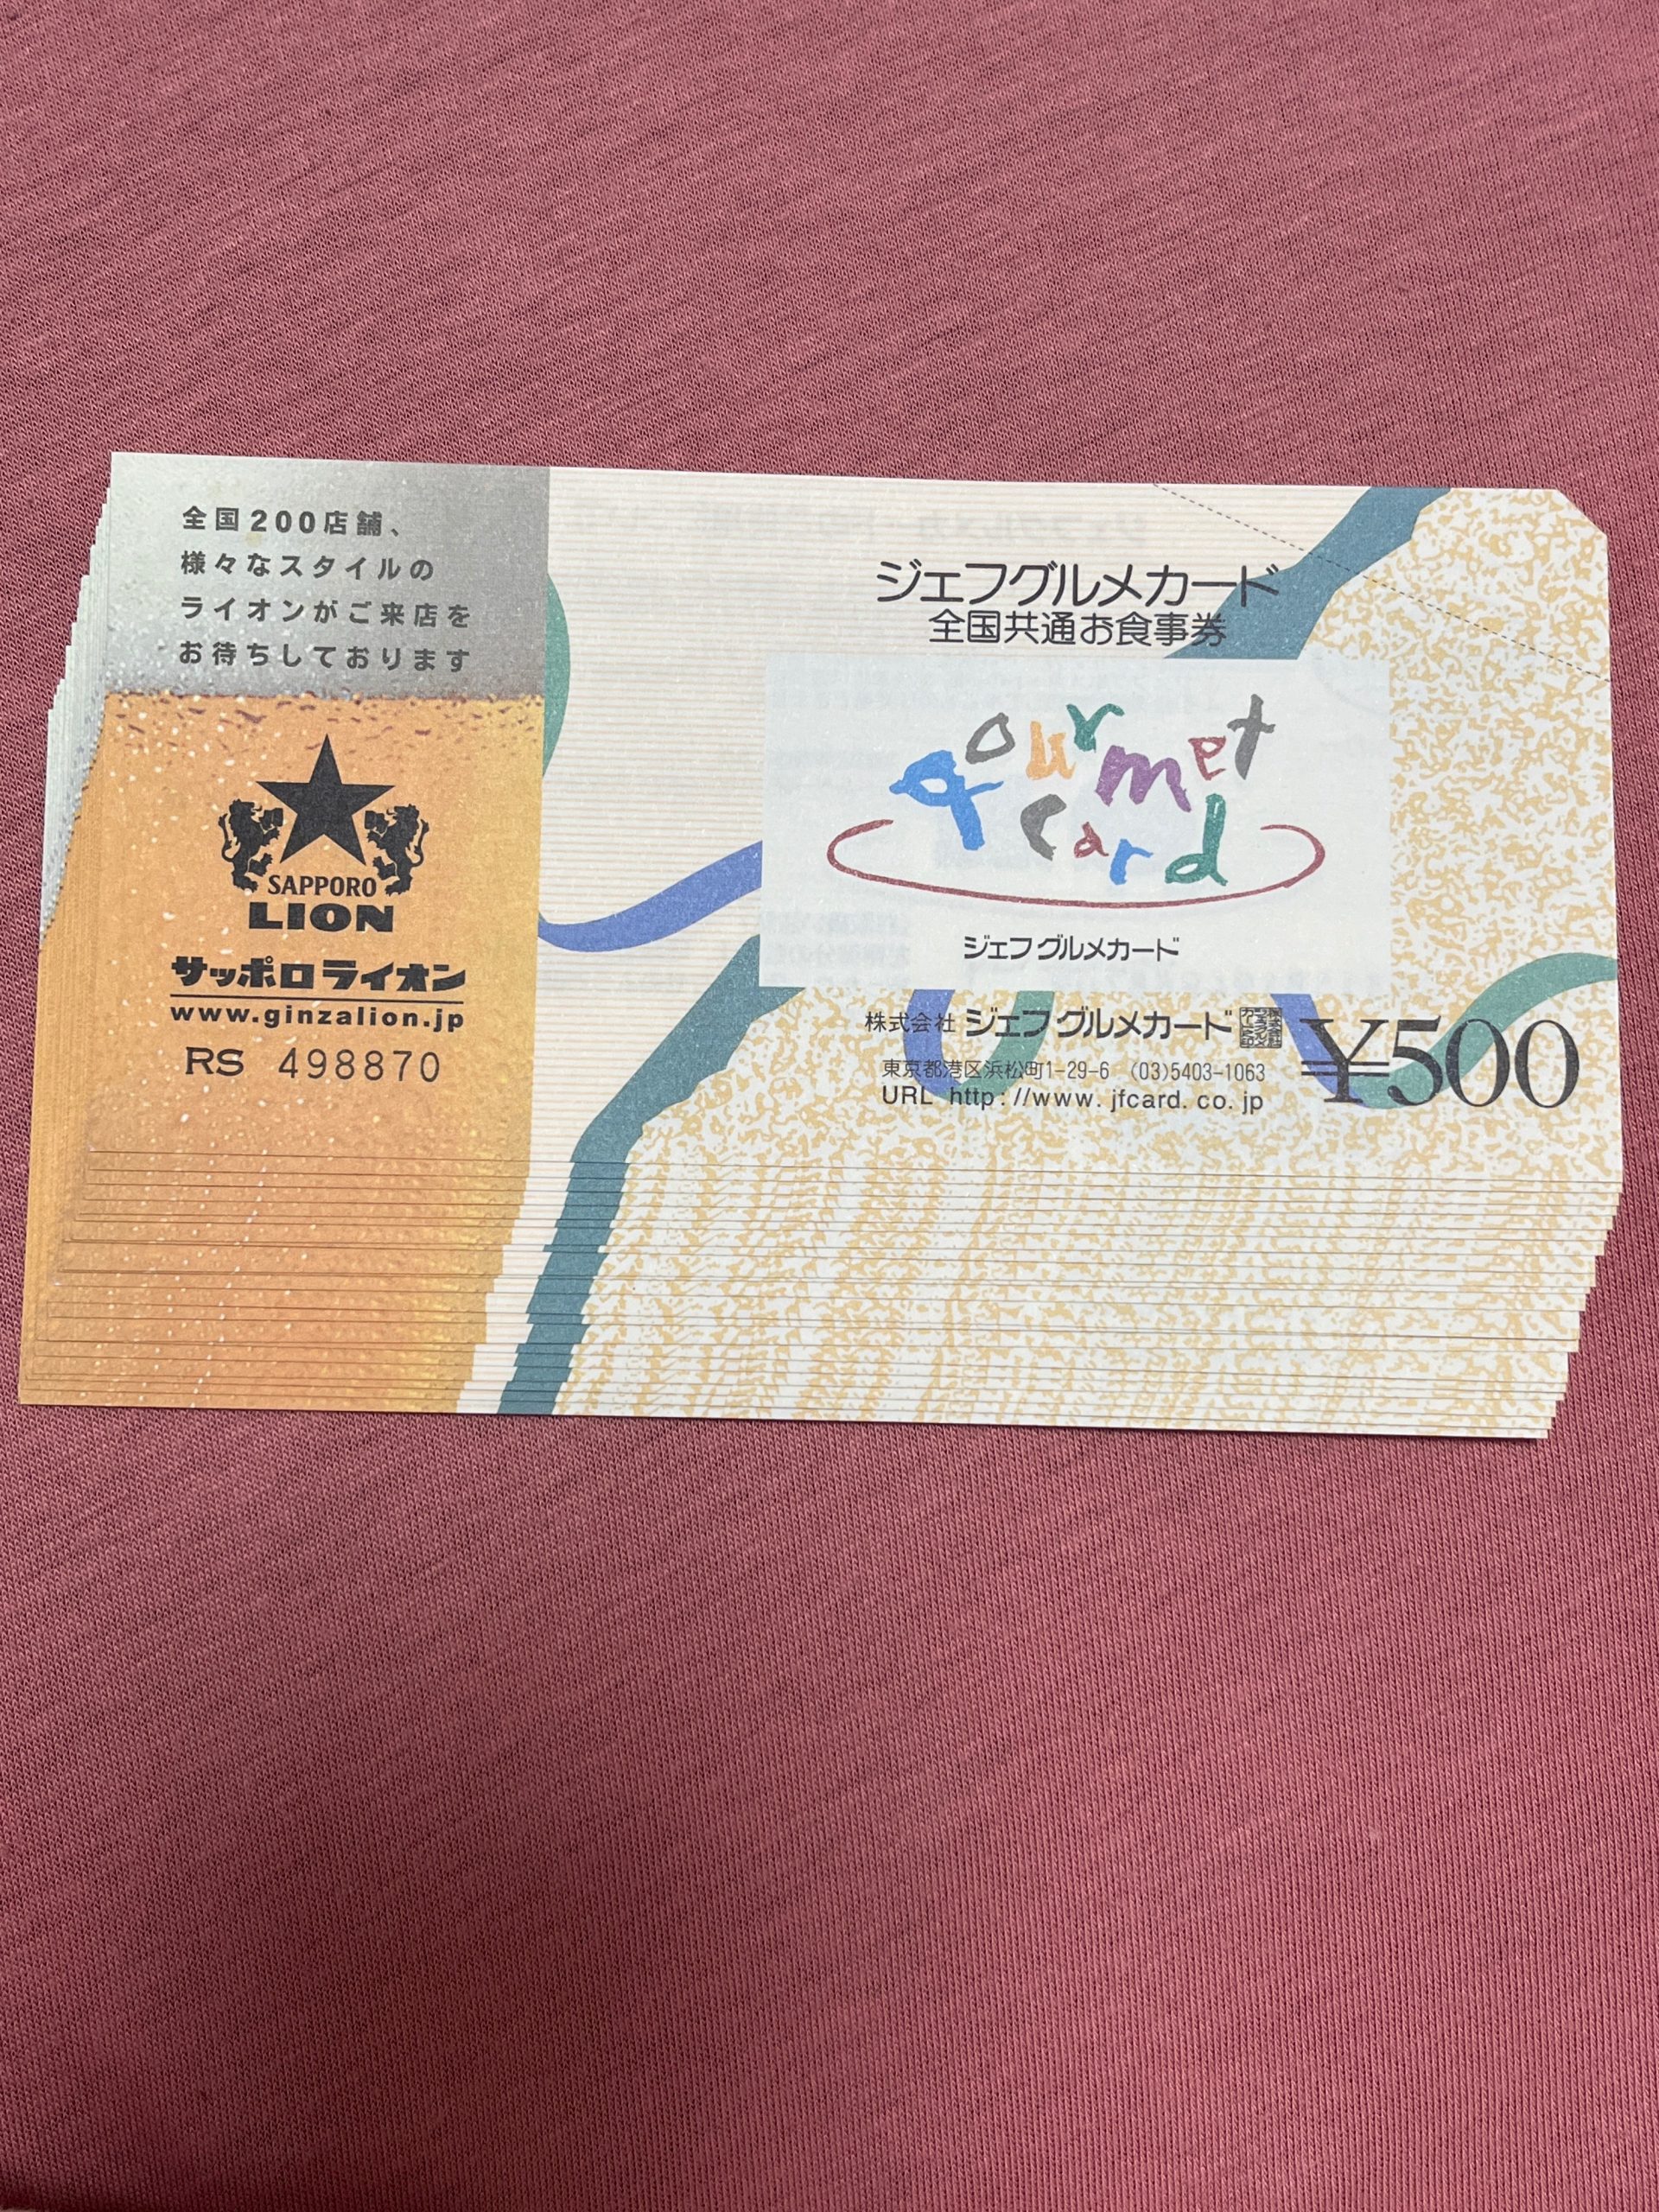 全国200店舗、
様々なスタイルの
ライオンがご来店を
お待ちしております
SAPPORO
LION
サッポロライオン
www.ginzalion.jp
RS 498870
ジェフグルメカード
全国共通お食事券
gourmet
card
ジェフグルメカード
株式会社 ジェフグルメカード
東京都港区浜松町1-29-6 (03)5403-1063
URL http://www.jfcard.co.jp
¥500